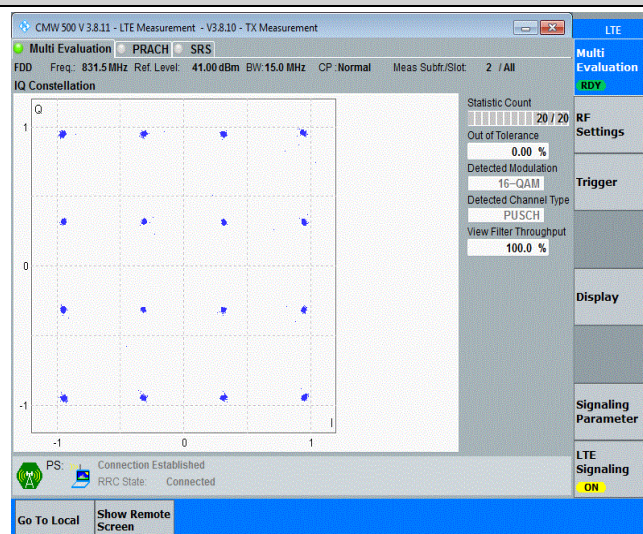 CMW 500 V 3.8.11 - LTE Measurement - V3.8.10 - TX Measurement
LTE
Multi Evaluation PRACH SRS
FDD Freq.: 831.5 MHz Ref. Level: 41.00 dBm BW: 15.0 MHz CP : Normal Meas Subfr./Slot: 2 / All
IQ Constellation
Q
1
0
-1
I
-1 0 1
Statistic Count
20 / 20
Out of Tolerance
0.00 %
Detected Modulation
16-QAM
Detected Channel Type
PUSCH
View Filter Throughput
100.0 %
Multi
Evaluation
RDY
RF
Settings
Trigger
Display
Signaling
Parameter
LTE
Signaling
ON
PS: Connection Established
RRC State: Connected
Go To Local
Show Remote
Screen